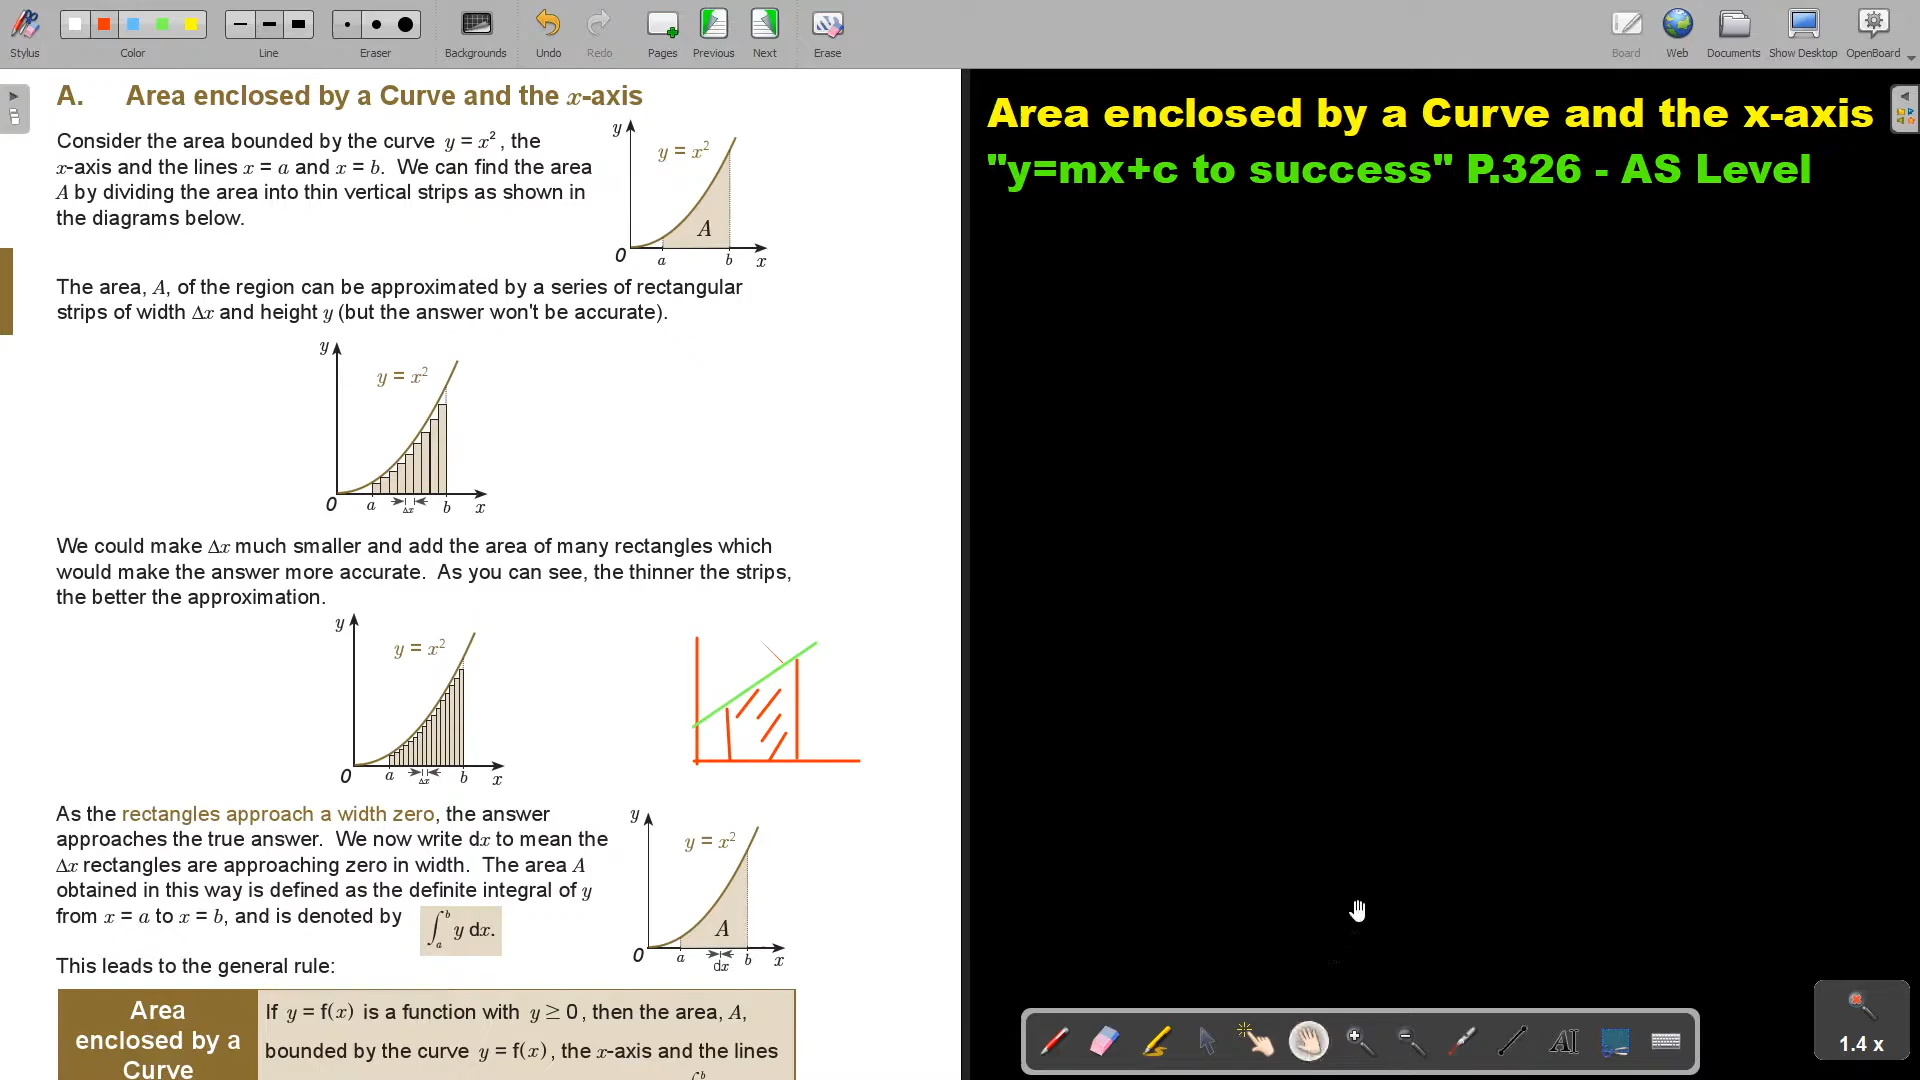 Stylus
Color
Line
Eraser
Backgrounds
Undo
Redo
Pages
Previous
Next
Erase
Board
Web
Documents
Show Desktop
OpenBoard
A. Area enclosed by a Curve and the x-axis
Consider the area bounded by the curve y = x², the
x-axis and the lines x = a and x = b. We can find the area
A by dividing the area into thin vertical strips as shown in
the diagrams below.
y
y = x²
A
O
a
b
x
The area, A, of the region can be approximated by a series of rectangular
strips of width Δx and height y (but the answer won't be accurate).
y
y = x²
O
a
Δx
b
x
We could make Δx much smaller and add the area of many rectangles which
would make the answer more accurate. As you can see, the thinner the strips,
the better the approximation.
y
y = x²
O
a
Δx
b
x
As the rectangles approach a width zero, the answer
approaches the true answer. We now write dx to mean the
Δx rectangles are approaching zero in width. The area A
obtained in this way is defined as the definite integral of y
from x = a to x = b, and is denoted by ∫ₐᵇ y dx.
y
y = x²
A
O
a
dx
b
x
This leads to the general rule:
Area
enclosed by a
Curve
If y = f(x) is a function with y ≥ 0, then the area, A,
bounded by the curve y = f(x), the x-axis and the lines
Area enclosed by a Curve and the x-axis
"y=mx+c to success" P.326 - AS Level
AI
1.4 x